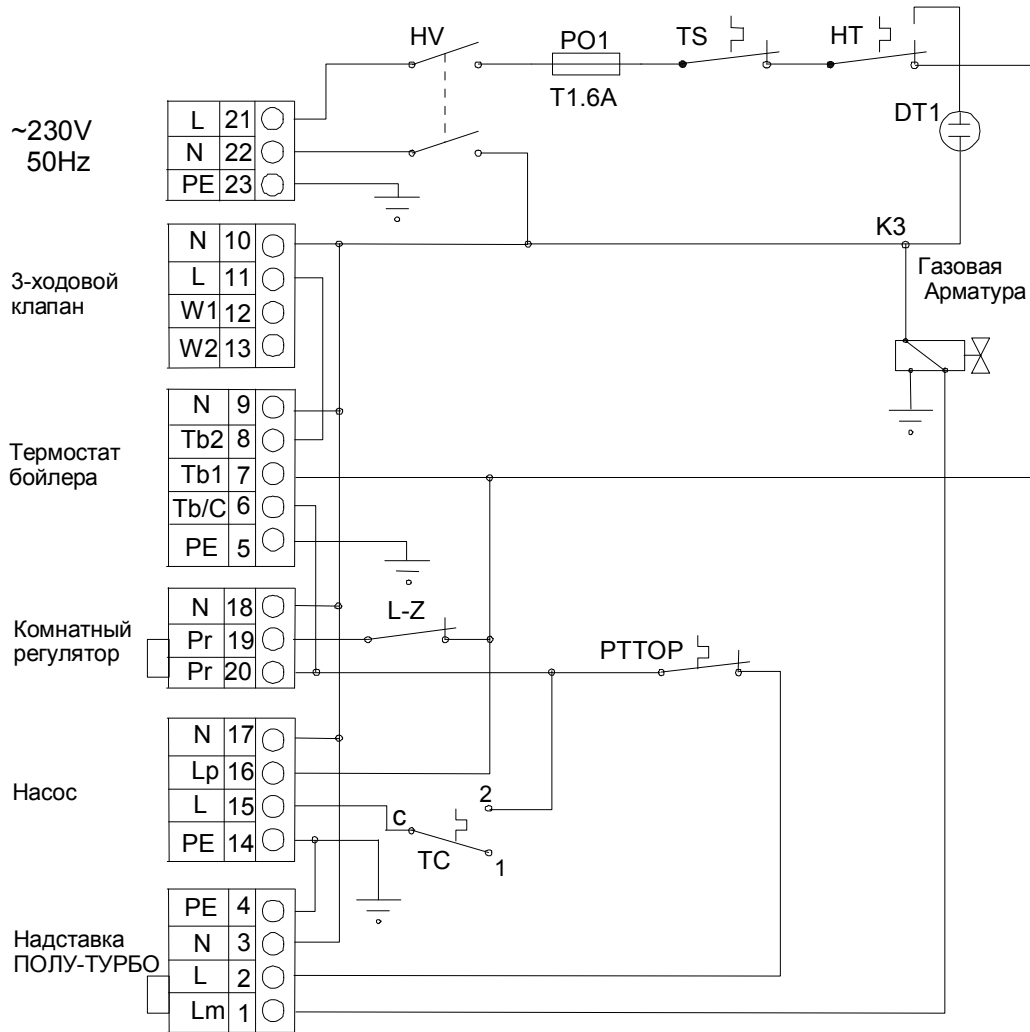 HV
PO1
TS
HT
T1.6A
DT1
~230V
50Hz
L 21
N 22
PE 23
K3
Газовая
Арматура
3-ходовой
клапан
N 10
L 11
W1 12
W2 13
Термостат
бойлера
N 9
Tb2 8
Tb1 7
Tb/C 6
PE 5
Комнатный
регулятор
N 18
Pr 19
Pr 20
L-Z
PTTOP
Насос
N 17
Lp 16
L 15
PE 14
2
c
TC
1
Надставка
ПОЛУ-ТУРБО
PE 4
N 3
L 2
Lm 1